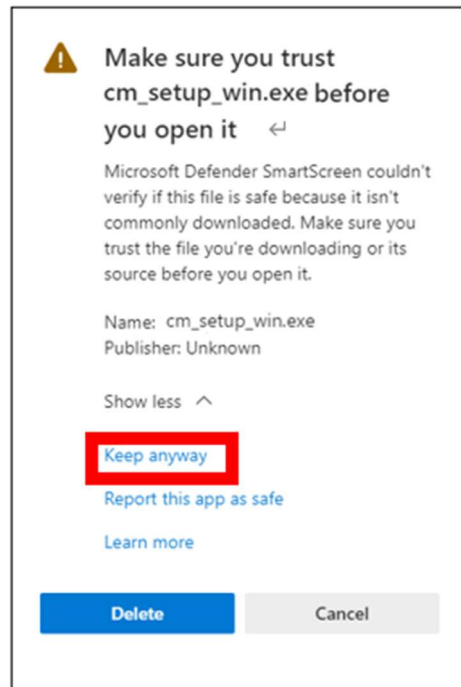 Make sure you trust
cm_setup_win.exe before
you open it ↵
Microsoft Defender SmartScreen couldn't
verify if this file is safe because it isn't
commonly downloaded. Make sure you
trust the file you're downloading or its
source before you open it.
Name: cm_setup_win.exe
Publisher: Unknown
Show less
Keep anyway
Report this app as safe
Learn more
Delete
Cancel